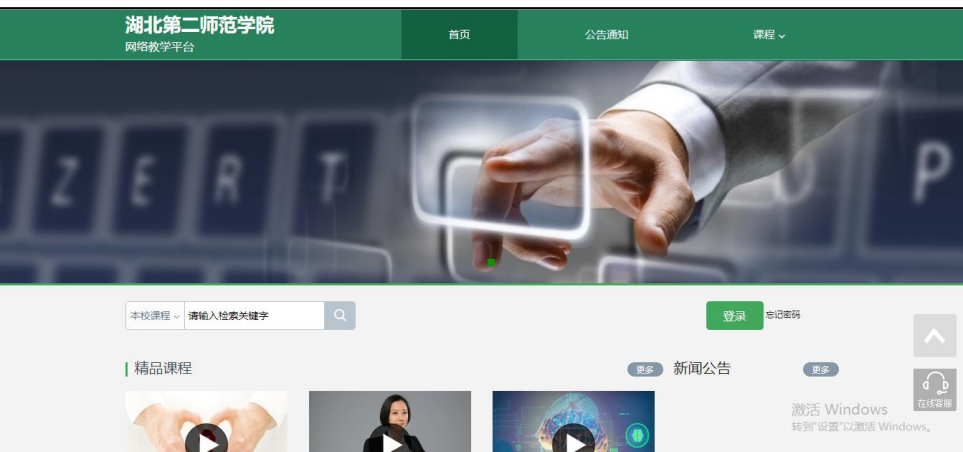 湖北第二师范学院
网络教学平台
首页
公告通知
课程
Z E R T U O P
本校课程
请输入检索关键字
登录
忘记密码
精品课程
更多
新闻公告
更多
在线客服
激活 Windows
转到"设置"以激活 Windows。